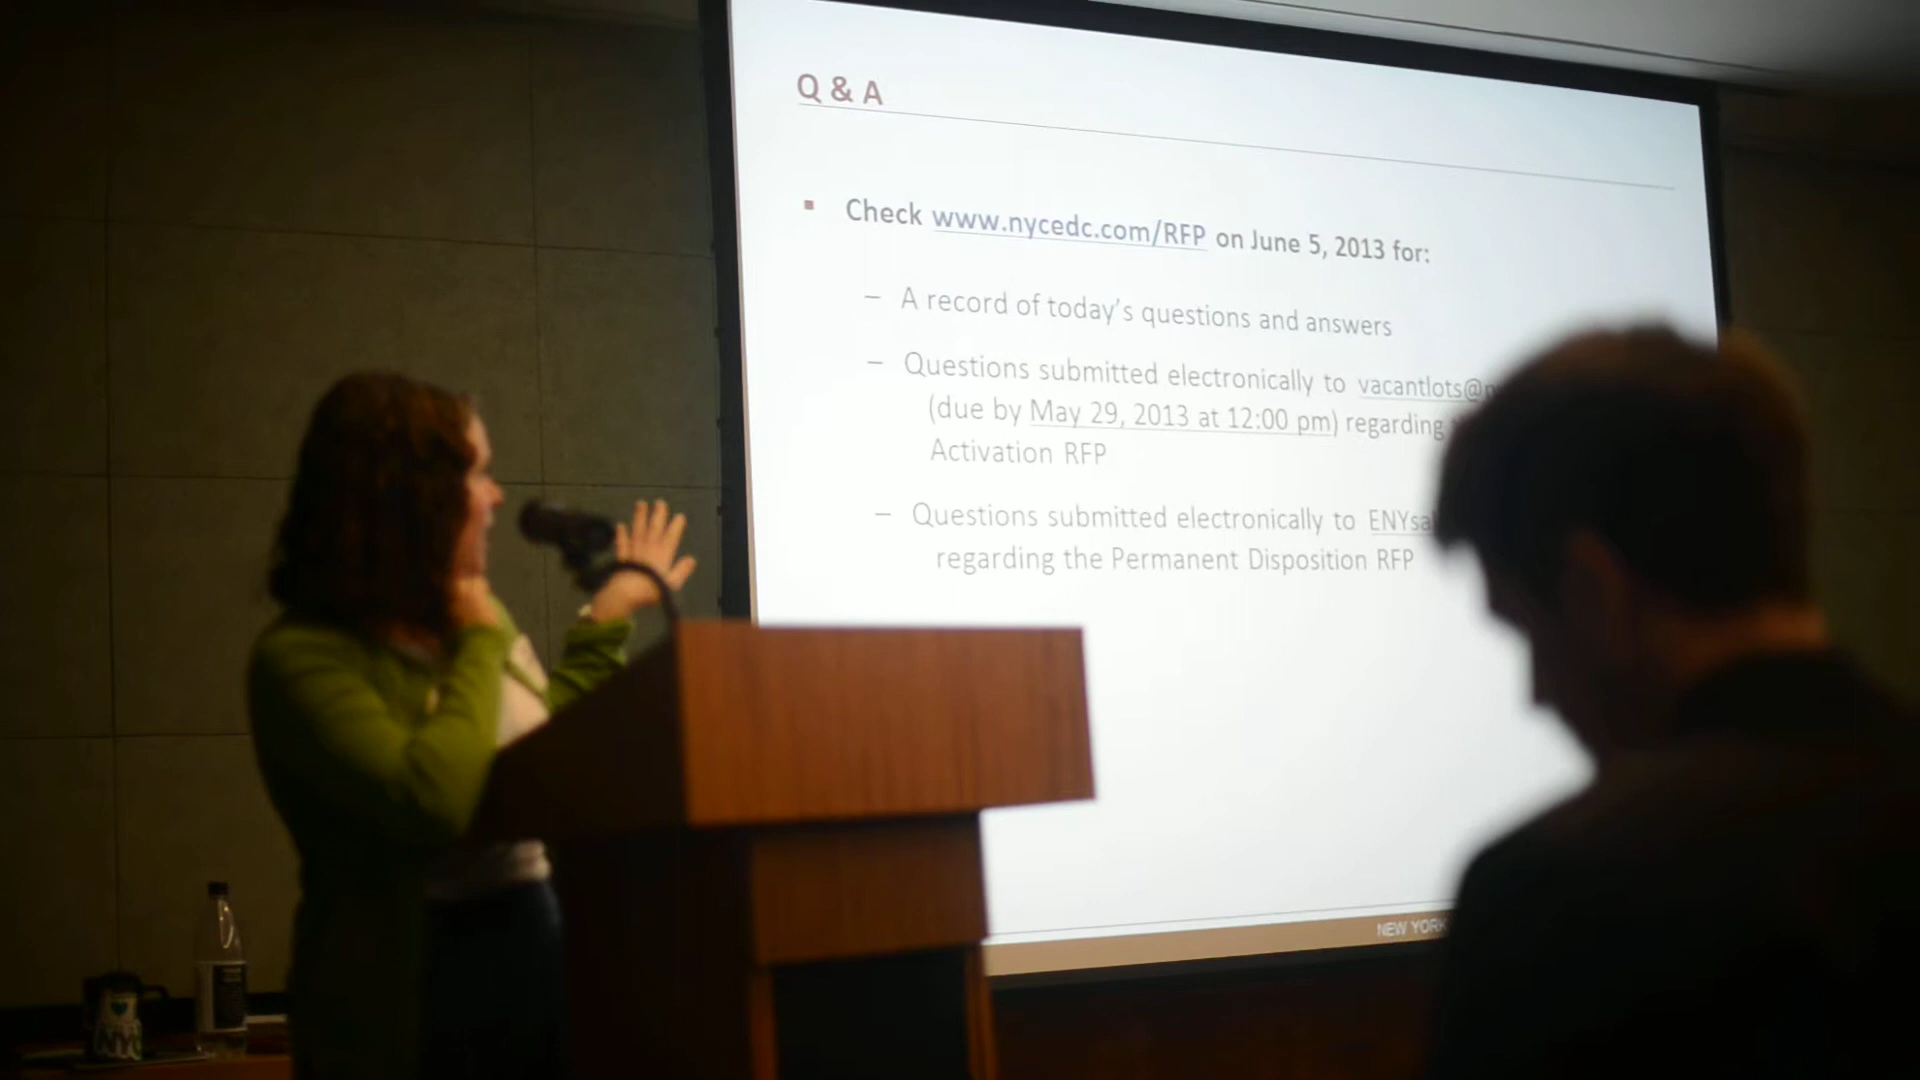 Q & A
Check www.nycedc.com/RFP on June 5, 2013 for:
– A record of today's questions and answers
– Questions submitted electronically to vacantlots@
(due by May 29, 2013 at 12:00 pm) regarding
Activation RFP
– Questions submitted electronically to ENYsa
regarding the Permanent Disposition RFP
NEW YORK
NYC